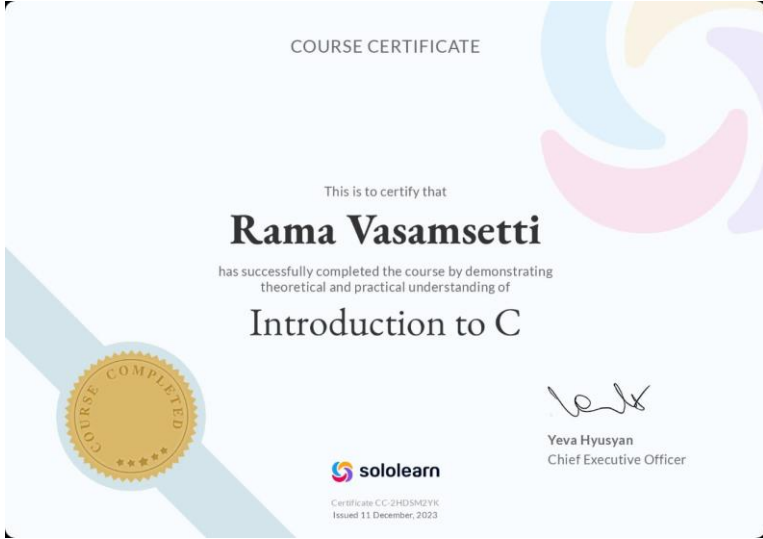 COURSE CERTIFICATE
This is to certify that
Rama Vasamsetti
has successfully completed the course by demonstrating
theoretical and practical understanding of
Introduction to C
COURSE COMPLETED
Yeva Hyusyan
Chief Executive Officer
sololearn
Certificate CC-2HDSM2YK
Issued 11 December, 2023